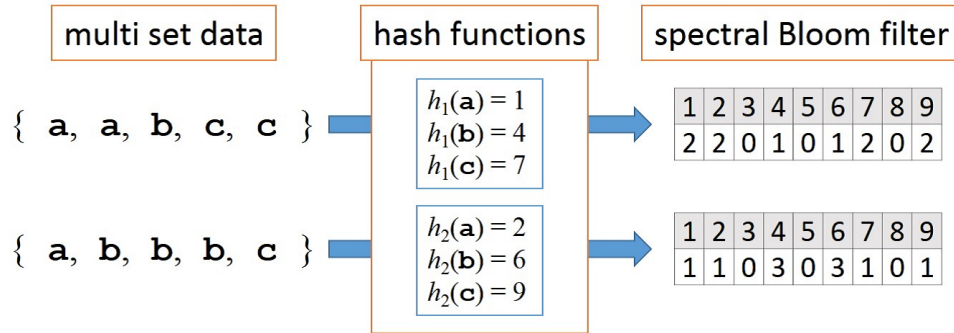 multi set data
hash functions
spectral Bloom filter
{ a, a, b, c, c }
h₁(a) = 1
h₁(b) = 4
h₁(c) = 7
1 2 3 4 5 6 7 8 9
2 2 0 1 0 1 2 0 2
{ a, b, b, b, c }
h₂(a) = 2
h₂(b) = 6
h₂(c) = 9
1 2 3 4 5 6 7 8 9
1 1 0 3 0 3 1 0 1